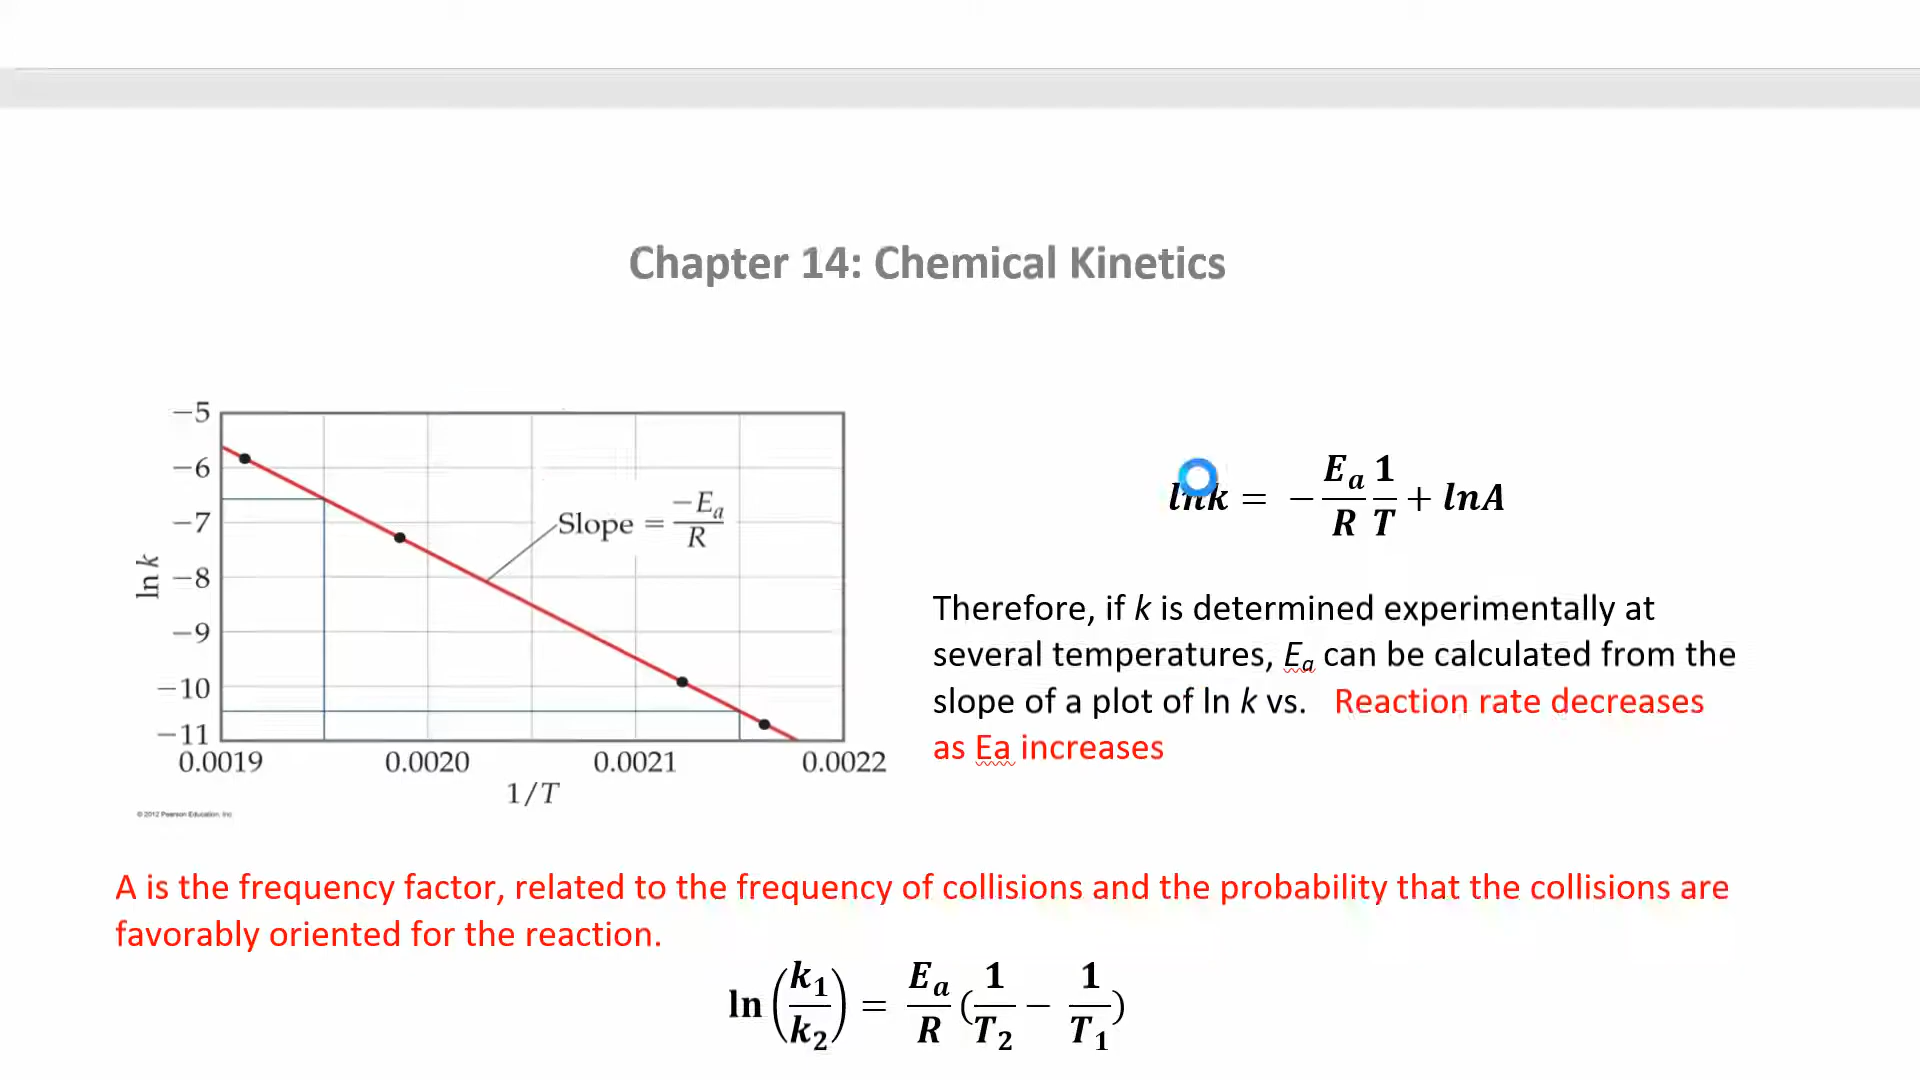 Chapter 14: Chemical Kinetics
−5
−6
−7
−8
−9
−10
−11
ln k
Slope = −Ea/R
0.0019 0.0020 0.0021 0.0022
1/T
© 2012 Pearson Education, Inc.
lnk = − Ea/R 1/T + lnA
Therefore, if k is determined experimentally at
several temperatures, Ea can be calculated from the
slope of a plot of ln k vs. Reaction rate decreases
as Ea increases
A is the frequency factor, related to the frequency of collisions and the probability that the collisions are
favorably oriented for the reaction.
ln (k1/k2) = Ea/R (1/T2 − 1/T1)